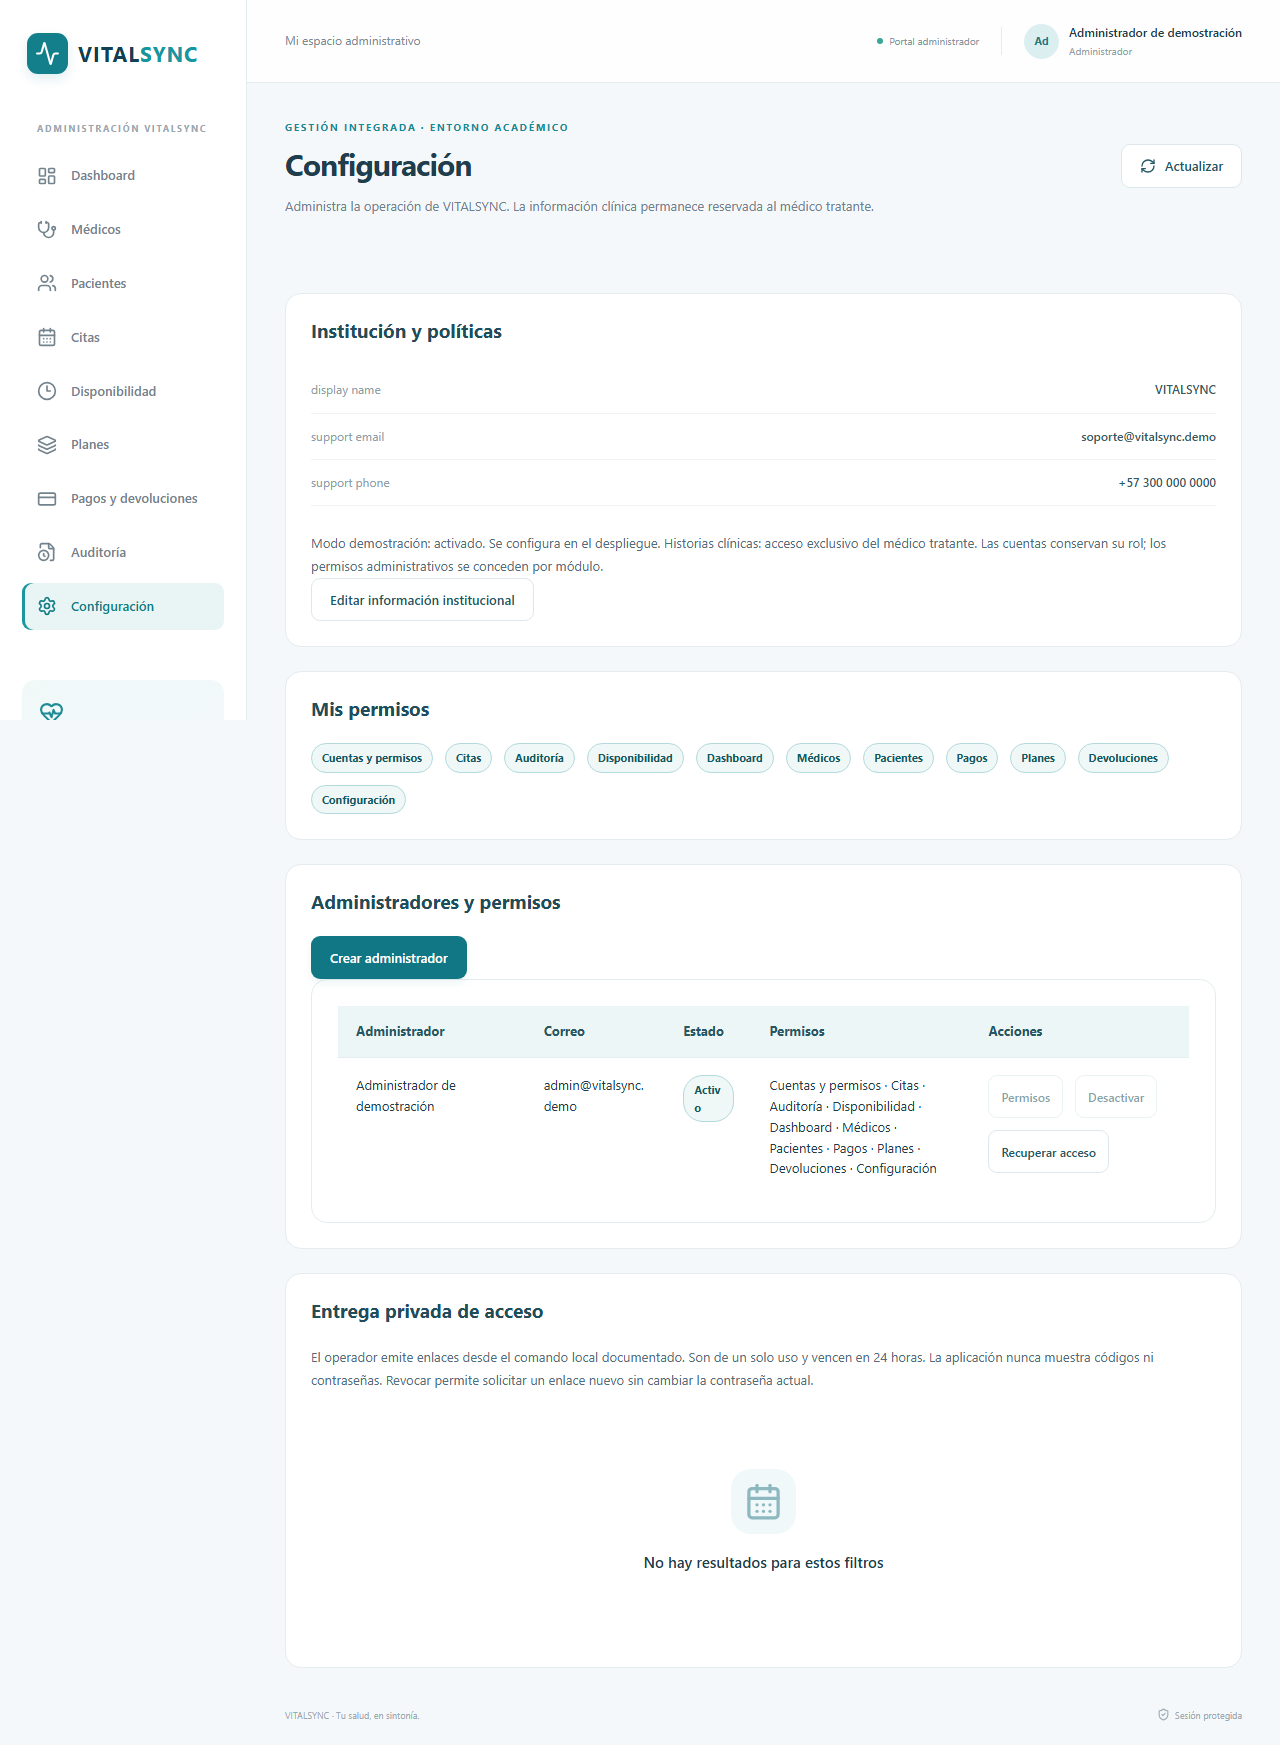 VITALSYNC
ADMINISTRACIÓN VITALSYNC
Dashboard
Médicos
Pacientes
Citas
Disponibilidad
Planes
Pagos y devoluciones
Auditoría
Configuración
Mi espacio administrativo
Portal administrador
Ad
Administrador de demostración
Administrador
GESTIÓN INTEGRADA · ENTORNO ACADÉMICO
Configuración
Actualizar
Administra la operación de VITALSYNC. La información clínica permanece reservada al médico tratante.
Institución y políticas
display name VITALSYNC
support email soporte@vitalsync.demo
support phone +57 300 000 0000
Modo demostración: activado. Se configura en el despliegue. Historias clínicas: acceso exclusivo del médico tratante. Las cuentas conservan su rol; los
permisos administrativos se conceden por módulo.
Editar información institucional
Mis permisos
Cuentas y permisos Citas Auditoría Disponibilidad Dashboard Médicos Pacientes Pagos Planes Devoluciones
Configuración
Administradores y permisos
Crear administrador
Administrador Correo Estado Permisos Acciones
Administrador de
demostración
admin@vitalsync.
demo
Activ
o
Cuentas y permisos · Citas ·
Auditoría · Disponibilidad ·
Dashboard · Médicos ·
Pacientes · Pagos · Planes ·
Devoluciones · Configuración
Permisos Desactivar
Recuperar acceso
Entrega privada de acceso
El operador emite enlaces desde el comando local documentado. Son de un solo uso y vencen en 24 horas. La aplicación nunca muestra códigos ni
contraseñas. Revocar permite solicitar un enlace nuevo sin cambiar la contraseña actual.
No hay resultados para estos filtros
VITALSYNC · Tu salud, en sintonía.
Sesión protegida